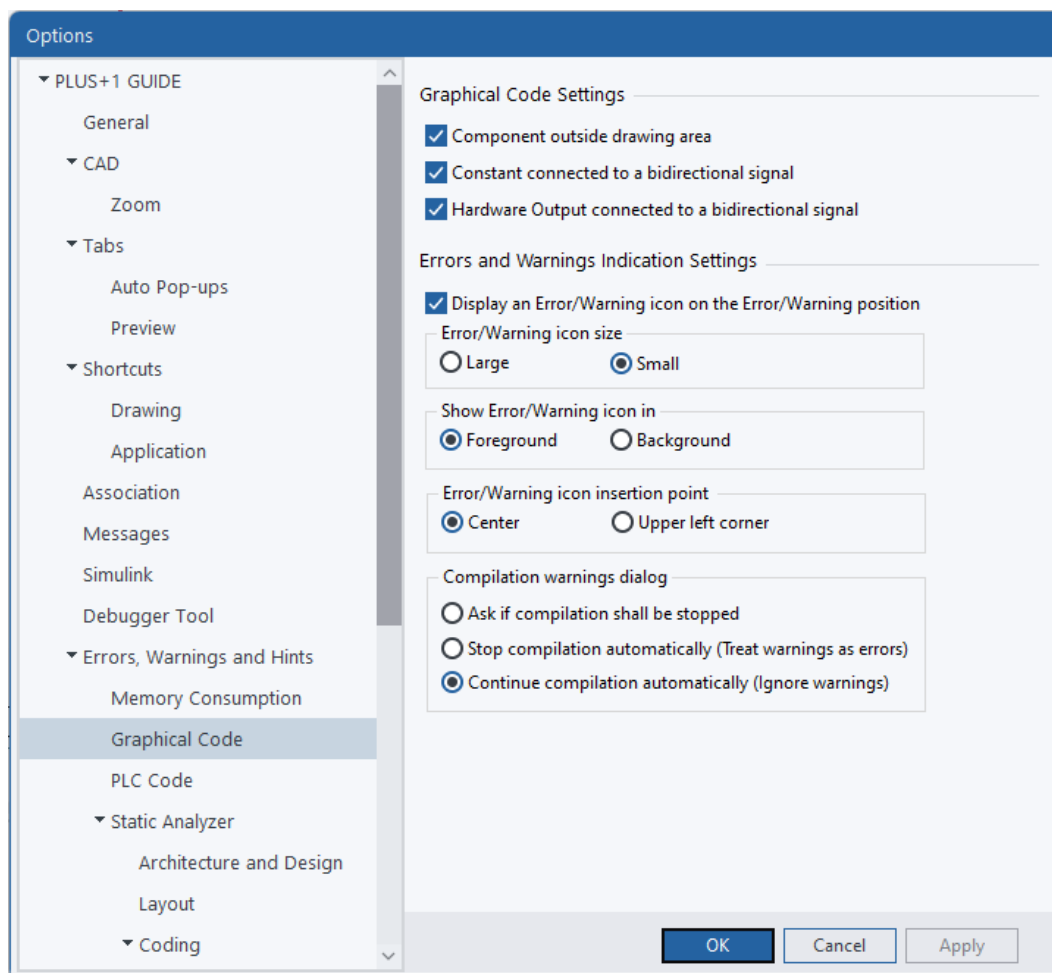 Options
PLUS+1 GUIDE
General
CAD
Zoom
Tabs
Auto Pop-ups
Preview
Shortcuts
Drawing
Application
Association
Messages
Simulink
Debugger Tool
Errors, Warnings and Hints
Memory Consumption
Graphical Code
PLC Code
Static Analyzer
Architecture and Design
Layout
Coding
Graphical Code Settings
Component outside drawing area
Constant connected to a bidirectional signal
Hardware Output connected to a bidirectional signal
Errors and Warnings Indication Settings
Display an Error/Warning icon on the Error/Warning position
Error/Warning icon size
Large Small
Show Error/Warning icon in
Foreground Background
Error/Warning icon insertion point
Center Upper left corner
Compilation warnings dialog
Ask if compilation shall be stopped
Stop compilation automatically (Treat warnings as errors)
Continue compilation automatically (Ignore warnings)
OK Cancel Apply